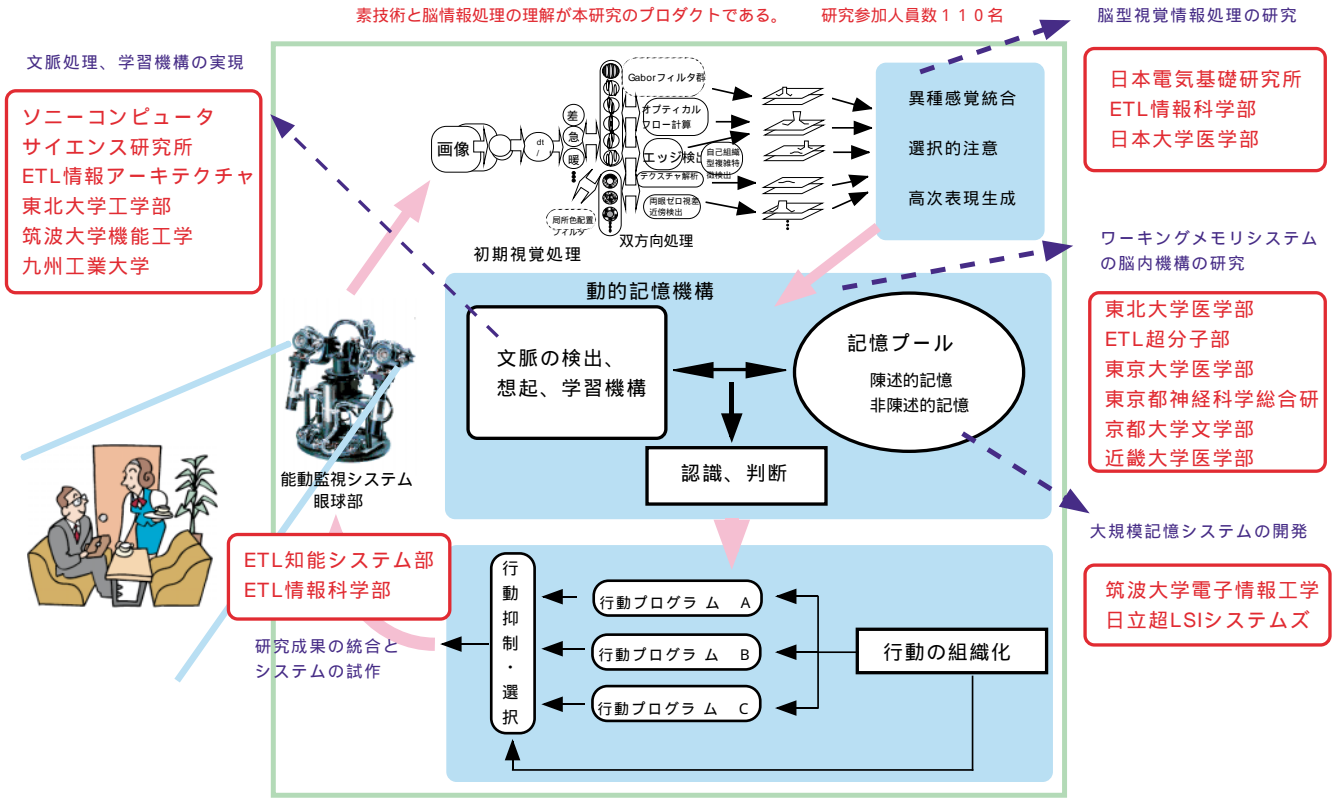 素技術と脳情報処理の理解が本研究のプロダクトである。 研究参加人員数１１０名
脳型視覚情報処理の研究
日本電気基礎研究所
ETL情報科学部
日本大学医学部
文脈処理、学習機構の実現
ソニーコンピュータ
サイエンス研究所
ETL情報アーキテクチャ
東北大学工学部
筑波大学機能工学
九州工業大学
画像
dt
/
差
急
暖
Gaborフィルタ群
オプティカル
フロー計算
エッジ検出
自己組織
型複雑特
徴検出
テクスチャ解析
両眼ゼロ視差
近傍検出
局所色配置
フィルタ
初期視覚処理
双方向処理
異種感覚統合
選択的注意
高次表現生成
ワーキングメモリシステム
の脳内機構の研究
東北大学医学部
ETL超分子部
東京大学医学部
東京都神経科学総合研
京都大学文学部
近畿大学医学部
動的記憶機構
文脈の検出、
想起、学習機構
記憶プール
陳述的記憶
非陳述的記憶
認識、判断
能動監視システム
眼球部
大規模記憶システムの開発
筑波大学電子情報工学
日立超LSIシステムズ
ETL知能システム部
ETL情報科学部
研究成果の統合と
システムの試作
行動抑制・選択
行動プログラム A
行動プログラム B
行動プログラム C
行動の組織化